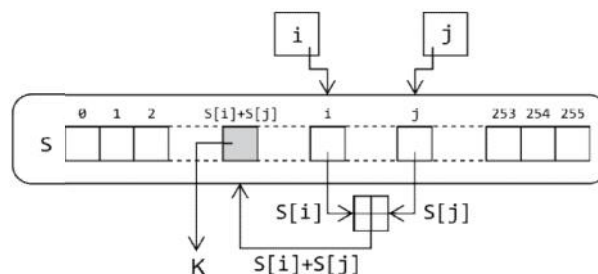 i j
0 1 2 S[i]+S[j] i j 253 254 255
S
S[i] S[j]
K S[i]+S[j]